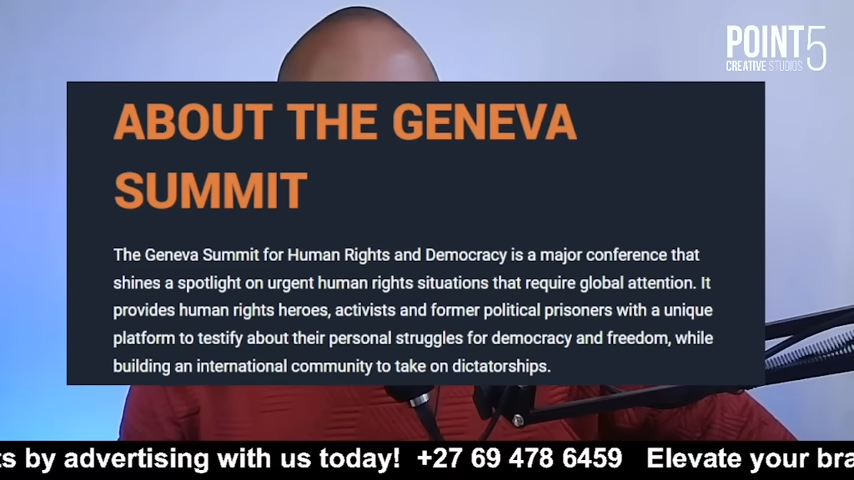 POINT5
CREATIVE STUDIOS
ABOUT THE GENEVA
SUMMIT
The Geneva Summit for Human Rights and Democracy is a major conference that
shines a spotlight on urgent human rights situations that require global attention. It
provides human rights heroes, activists and former political prisoners with a unique
platform to testify about their personal struggles for democracy and freedom, while
building an international community to take on dictatorships.
by advertising with us today! +27 69 478 6459 Elevate your